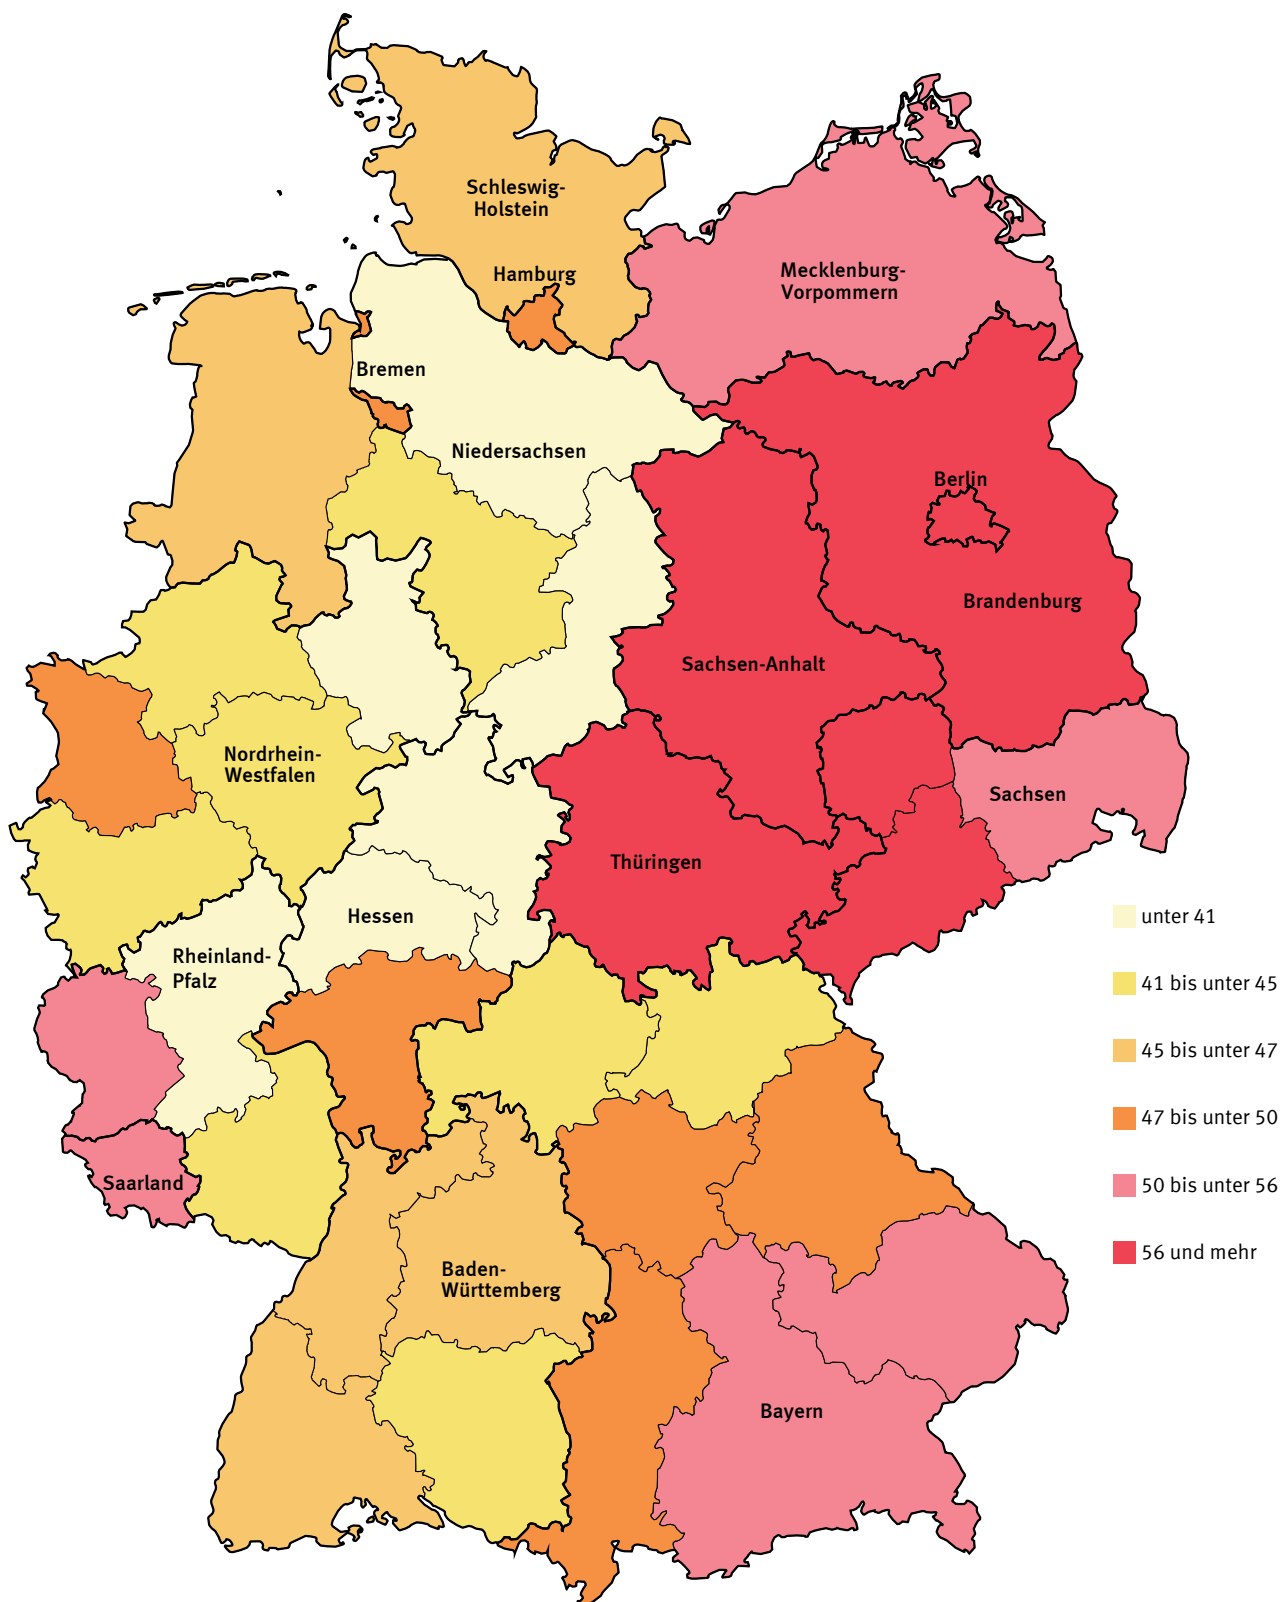 Schleswig-
Holstein
Hamburg
Mecklenburg-
Vorpommern
Bremen
Niedersachsen
Berlin
Brandenburg
Sachsen-Anhalt
Nordrhein-
Westfalen
Sachsen
Thüringen
Hessen
Rheinland-
Pfalz
Saarland
Baden-
Württemberg
Bayern
unter 41
41 bis unter 45
45 bis unter 47
47 bis unter 50
50 bis unter 56
56 und mehr